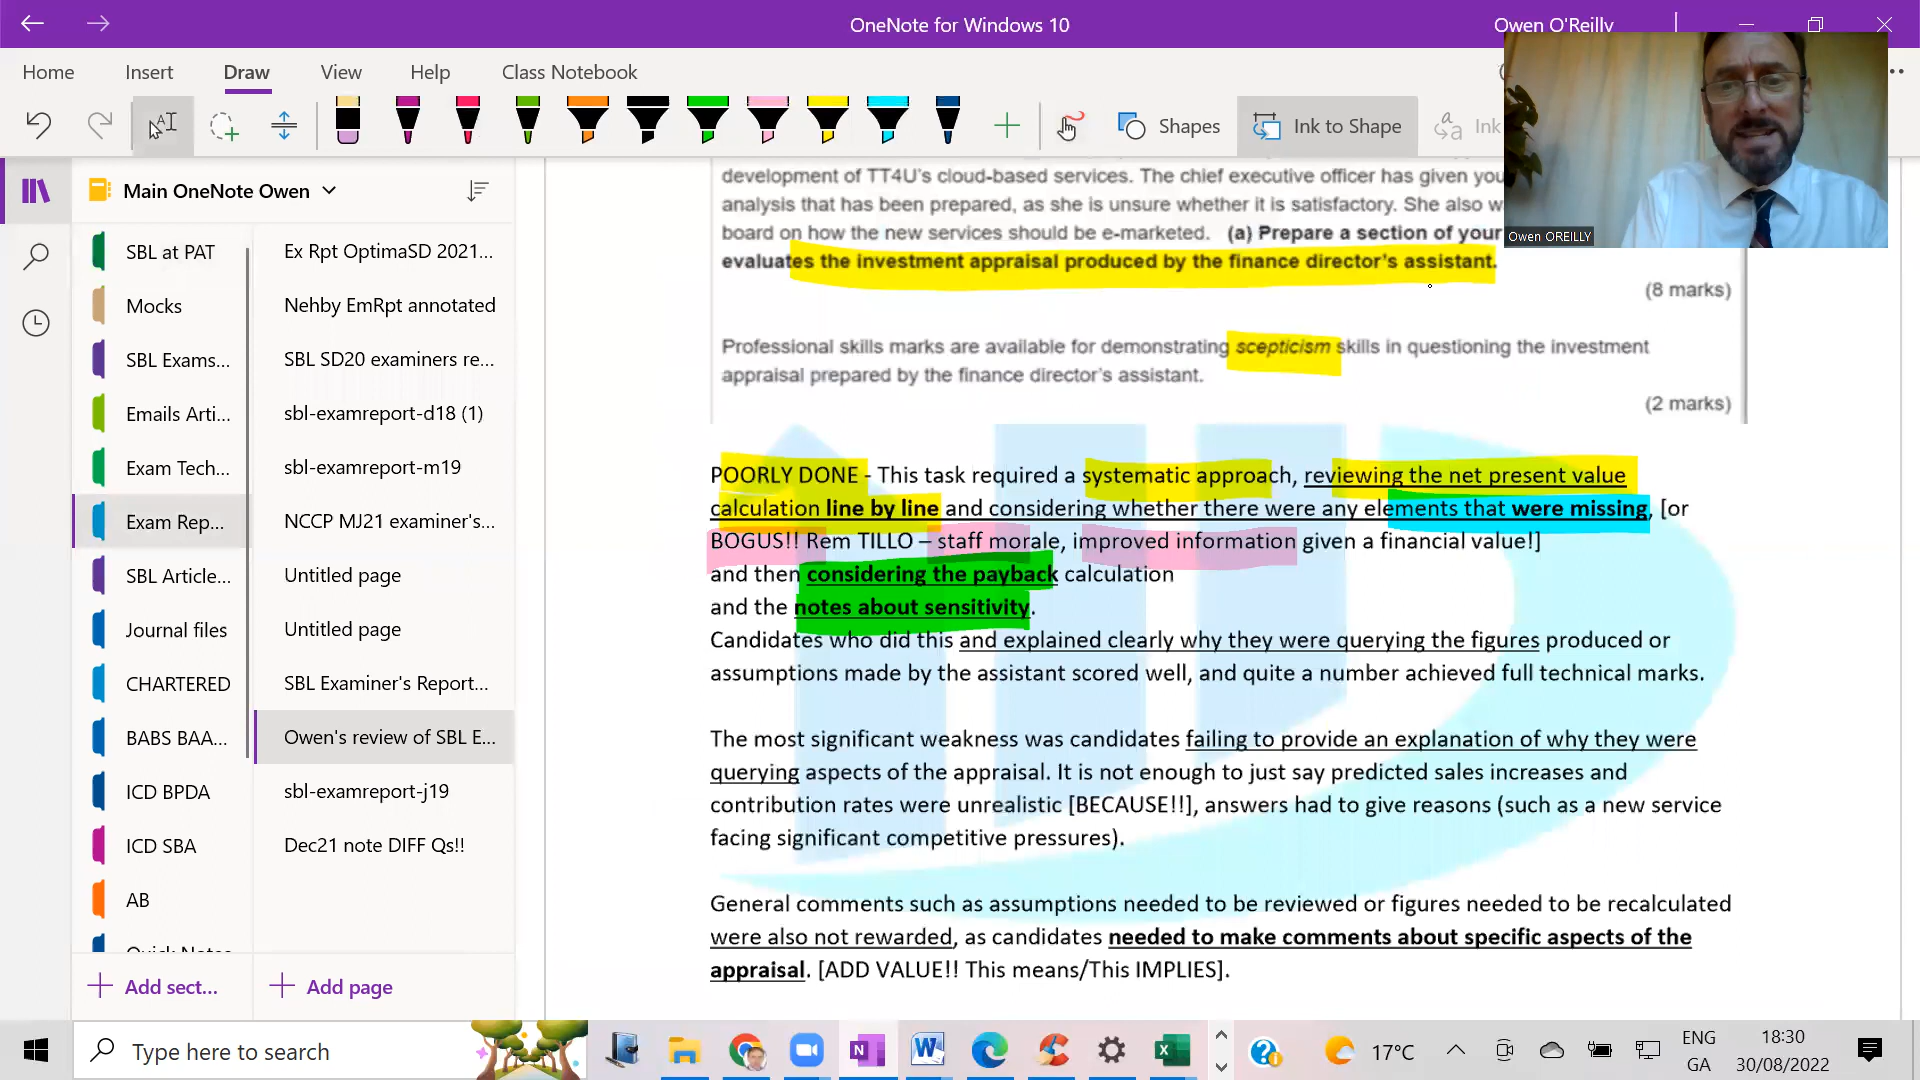 OneNote for Windows 10
Owen O'Reilly
Home
Insert
Draw
View
Help
Class Notebook
Shapes
Ink to Shape
Ink
Main OneNote Owen
SBL at PAT
Mocks
SBL Exams...
Emails Arti...
Exam Tech...
Exam Rep...
SBL Article...
Journal files
CHARTERED
BABS BAA...
ICD BPDA
ICD SBA
AB
Quick Notes
Add sect...
Ex Rpt OptimaSD 2021...
Nehby EmRpt annotated
SBL SD20 examiners re...
sbl-examreport-d18 (1)
sbl-examreport-m19
NCCP MJ21 examiner's...
Untitled page
Untitled page
SBL Examiner's Report...
Owen's review of SBL E...
sbl-examreport-j19
Dec21 note DIFF Qs!!
Add page
development of TT4U's cloud-based services. The chief executive officer has given you
analysis that has been prepared, as she is unsure whether it is satisfactory. She also w
board on how the new services should be e-marketed. (a) Prepare a section of your
evaluates the investment appraisal produced by the finance director's assistant.
(8 marks)
Professional skills marks are available for demonstrating scepticism skills in questioning the investment
appraisal prepared by the finance director's assistant.
(2 marks)
POORLY DONE - This task required a systematic approach, reviewing the net present value
calculation line by line and considering whether there were any elements that were missing, [or
BOGUS!! Rem TILLO – staff morale, improved information given a financial value!]
and then considering the payback calculation
and the notes about sensitivity.
Candidates who did this and explained clearly why they were querying the figures produced or
assumptions made by the assistant scored well, and quite a number achieved full technical marks.
The most significant weakness was candidates failing to provide an explanation of why they were
querying aspects of the appraisal. It is not enough to just say predicted sales increases and
contribution rates were unrealistic [BECAUSE!!], answers had to give reasons (such as a new service
facing significant competitive pressures).
General comments such as assumptions needed to be reviewed or figures needed to be recalculated
were also not rewarded, as candidates needed to make comments about specific aspects of the
appraisal. [ADD VALUE!! This means/This IMPLIES].
Owen OREILLY
Type here to search
17°C
ENG
GA
18:30
30/08/2022